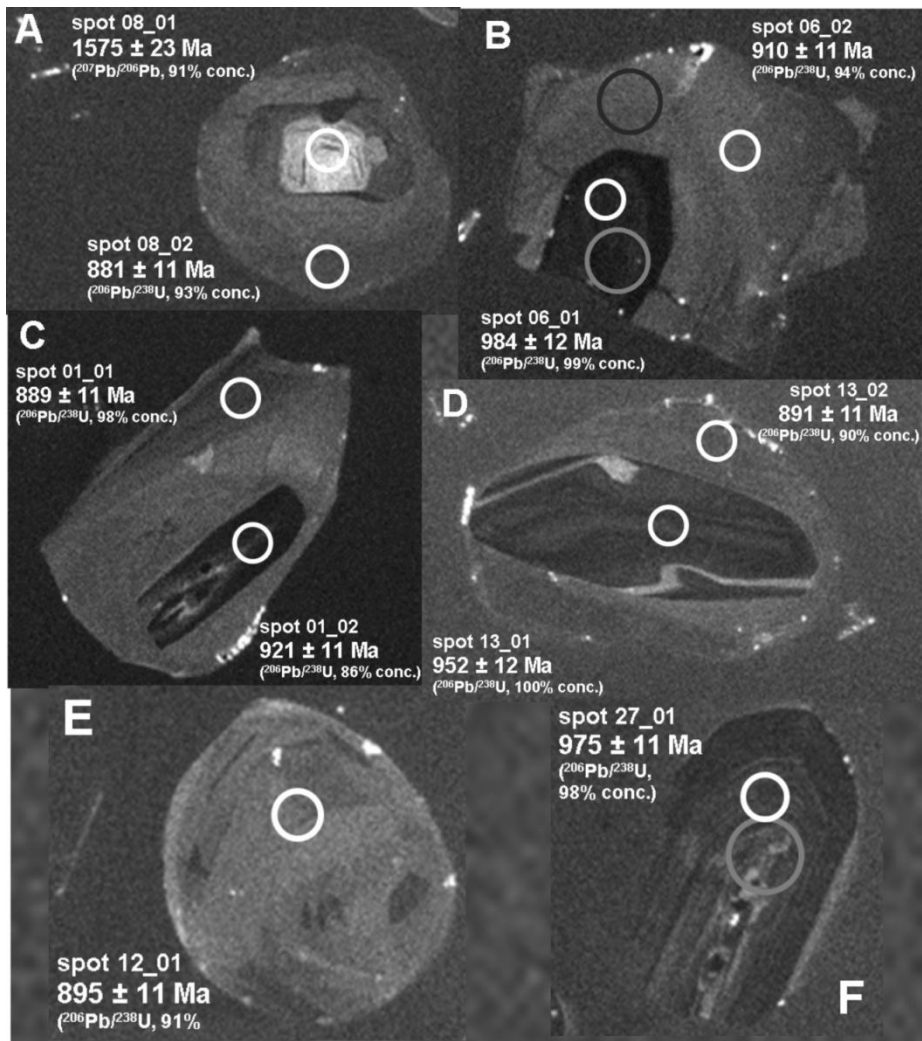 A
spot 08_01
1575 ± 23 Ma
(²⁰⁷Pb/²⁰⁶Pb, 91% conc.)
spot 08_02
881 ± 11 Ma
(²⁰⁶Pb/²³⁸U, 93% conc.)
B
spot 06_02
910 ± 11 Ma
(²⁰⁶Pb/²³⁸U, 94% conc.)
spot 06_01
984 ± 12 Ma
(²⁰⁶Pb/²³⁸U, 99% conc.)
C
spot 01_01
889 ± 11 Ma
(²⁰⁶Pb/²³⁸U, 98% conc.)
spot 01_02
921 ± 11 Ma
(²⁰⁶Pb/²³⁸U, 86% conc.)
D
spot 13_02
891 ± 11 Ma
(²⁰⁶Pb/²³⁸U, 90% conc.)
spot 13_01
952 ± 12 Ma
(²⁰⁶Pb/²³⁸U, 100% conc.)
E
spot 12_01
895 ± 11 Ma
(²⁰⁶Pb/²³⁸U, 91%
spot 27_01
975 ± 11 Ma
(²⁰⁶Pb/²³⁸U,
98% conc.)
F